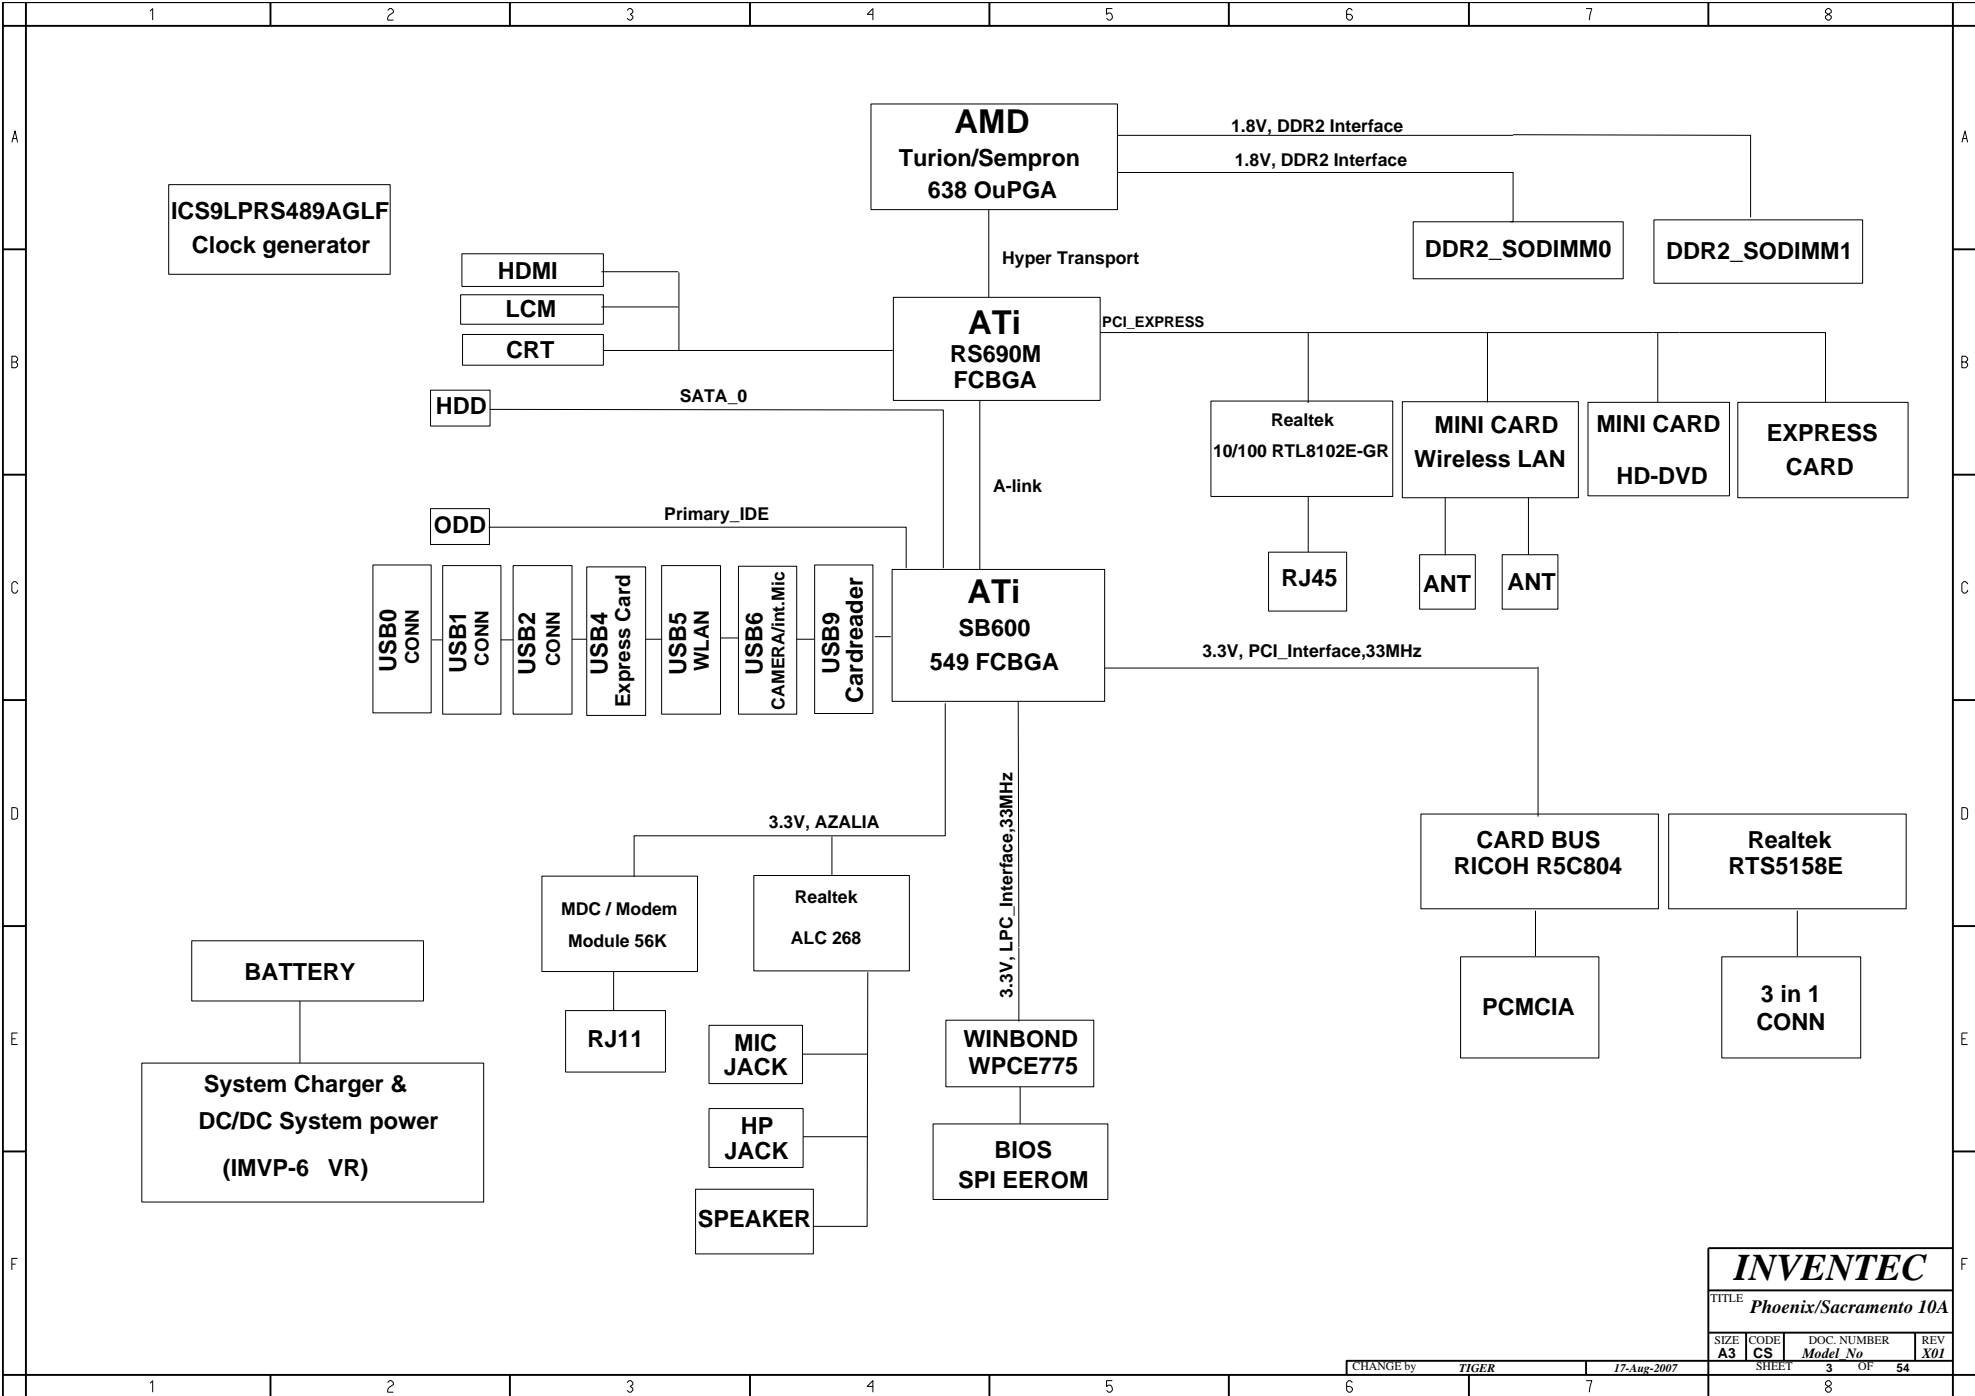 1 2 3 4 5 6 7 8
A
A
B
B
C
C
D
D
E
E
F
F
AMD
Turion/Sempron
638 OuPGA
1.8V, DDR2 Interface
1.8V, DDR2 Interface
ICS9LPRS489AGLF
Clock generator
DDR2_SODIMM0
DDR2_SODIMM1
Hyper Transport
HDMI
LCM
CRT
ATi
RS690M
FCBGA
PCI_EXPRESS
HDD
SATA_0
Realtek
10/100 RTL8102E-GR
MINI CARD
Wireless LAN
MINI CARD
HD-DVD
EXPRESS
CARD
A-link
ODD
Primary_IDE
RJ45
ANT
ANT
USB0
CONN
USB1
CONN
USB2
CONN
USB4
Express Card
USB5
WLAN
USB6
CAMERA/int.Mic
USB9
Cardreader
ATi
SB600
549 FCBGA
3.3V, PCI_Interface,33MHz
3.3V, AZALIA
3.3V, LPC_Interface,33MHz
CARD BUS
RICOH R5C804
Realtek
RTS5158E
MDC / Modem
Module 56K
Realtek
ALC 268
BATTERY
PCMCIA
3 in 1
CONN
RJ11
MIC
JACK
WINBOND
WPCE775
System Charger &
DC/DC System power
(IMVP-6 VR)
HP
JACK
BIOS
SPI EEROM
SPEAKER
INVENTEC
TITLE Phoenix/Sacramento 10A
SIZE CODE DOC. NUMBER REV
A3 CS Model_No X01
CHANGE by TIGER 17-Aug-2007 SHEET 3 OF 54
1 2 3 4 5 6 7 8